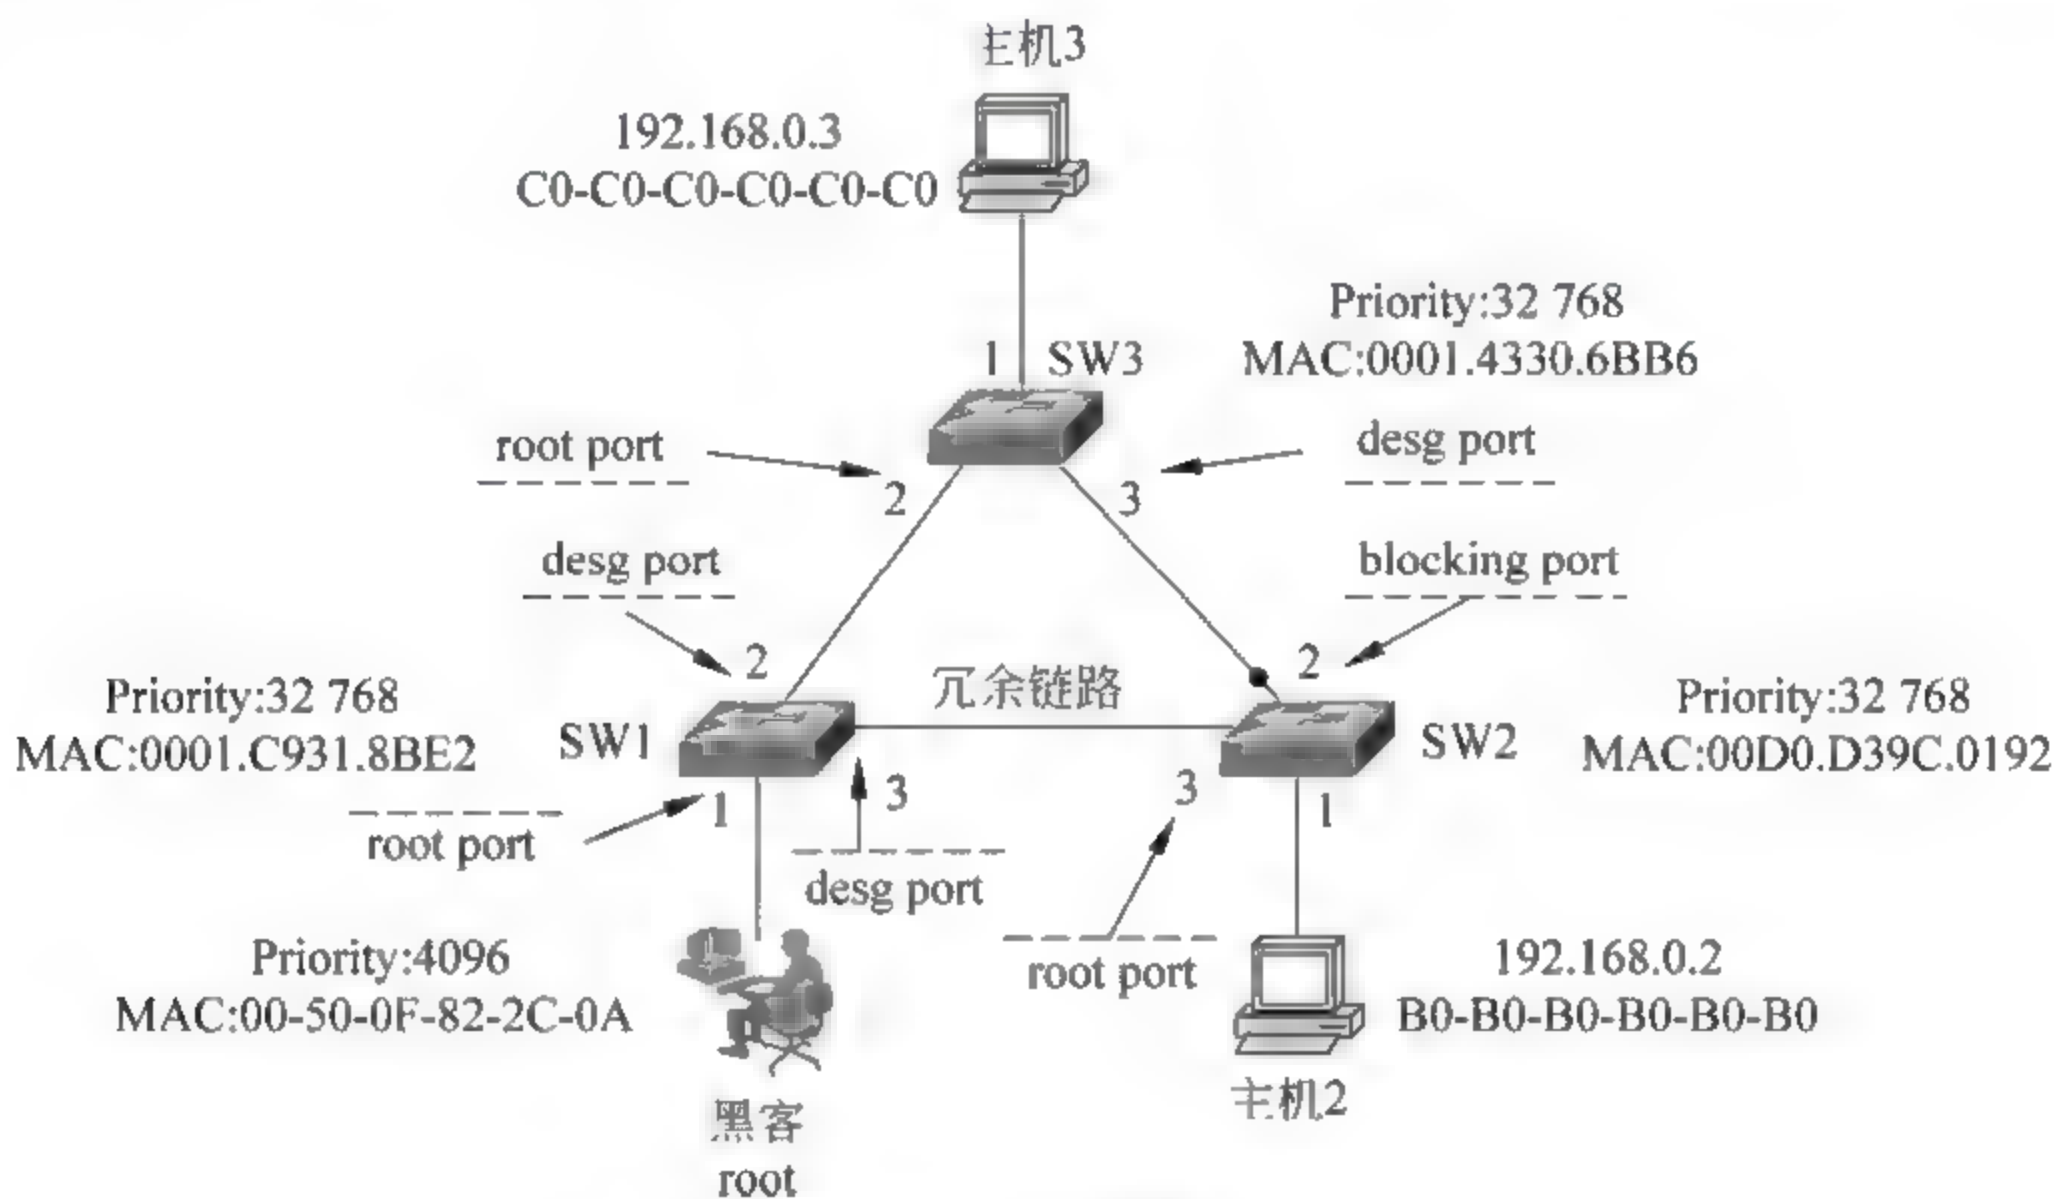 主机3
192.168.0.3
C0-C0-C0-C0-C0-C0
Priority:32 768
MAC:0001.4330.6BB6
1
SW3
root port
desg port
2
3
desg port
blocking port
2
冗余链路
2
Priority:32 768
MAC:0001.C931.8BE2
SW1
SW2
Priority:32 768
MAC:00D0.D39C.0192
1
3
3
1
root port
desg port
root port
Priority:4096
MAC:00-50-0F-82-2C-0A
192.168.0.2
B0-B0-B0-B0-B0-B0
黑客
root
主机2